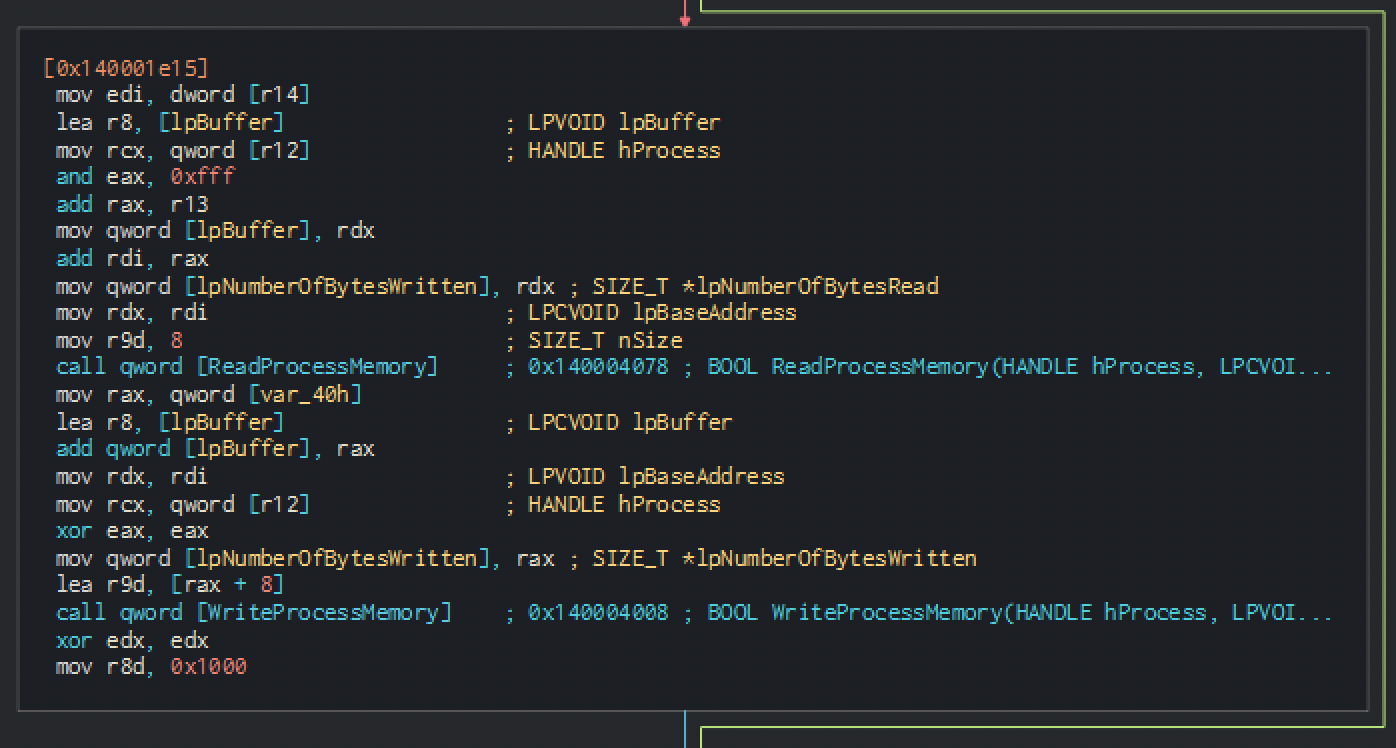 [0x140001e15]
mov edi, dword [r14]
lea r8, [lpBuffer] ; LPVOID lpBuffer
mov rcx, qword [r12] ; HANDLE hProcess
and eax, 0xfff
add rax, r13
mov qword [lpBuffer], rdx
add rdi, rax
mov qword [lpNumberOfBytesWritten], rdx ; SIZE_T *lpNumberOfBytesRead
mov rdx, rdi ; LPCVOID lpBaseAddress
mov r9d, 8 ; SIZE_T nSize
call qword [ReadProcessMemory] ; 0x140004078 ; BOOL ReadProcessMemory(HANDLE hProcess, LPCVOI...
mov rax, qword [var_40h]
lea r8, [lpBuffer] ; LPCVOID lpBuffer
add qword [lpBuffer], rax
mov rdx, rdi ; LPVOID lpBaseAddress
mov rcx, qword [r12] ; HANDLE hProcess
xor eax, eax
mov qword [lpNumberOfBytesWritten], rax ; SIZE_T *lpNumberOfBytesWritten
lea r9d, [rax + 8]
call qword [WriteProcessMemory] ; 0x140004008 ; BOOL WriteProcessMemory(HANDLE hProcess, LPVOI...
xor edx, edx
mov r8d, 0x1000